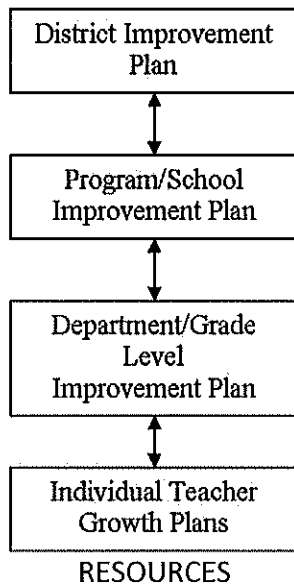 District Improvement
Plan
Program/School
Improvement Plan
Department/Grade
Level
Improvement Plan
Individual Teacher
Growth Plans
RESOURCES